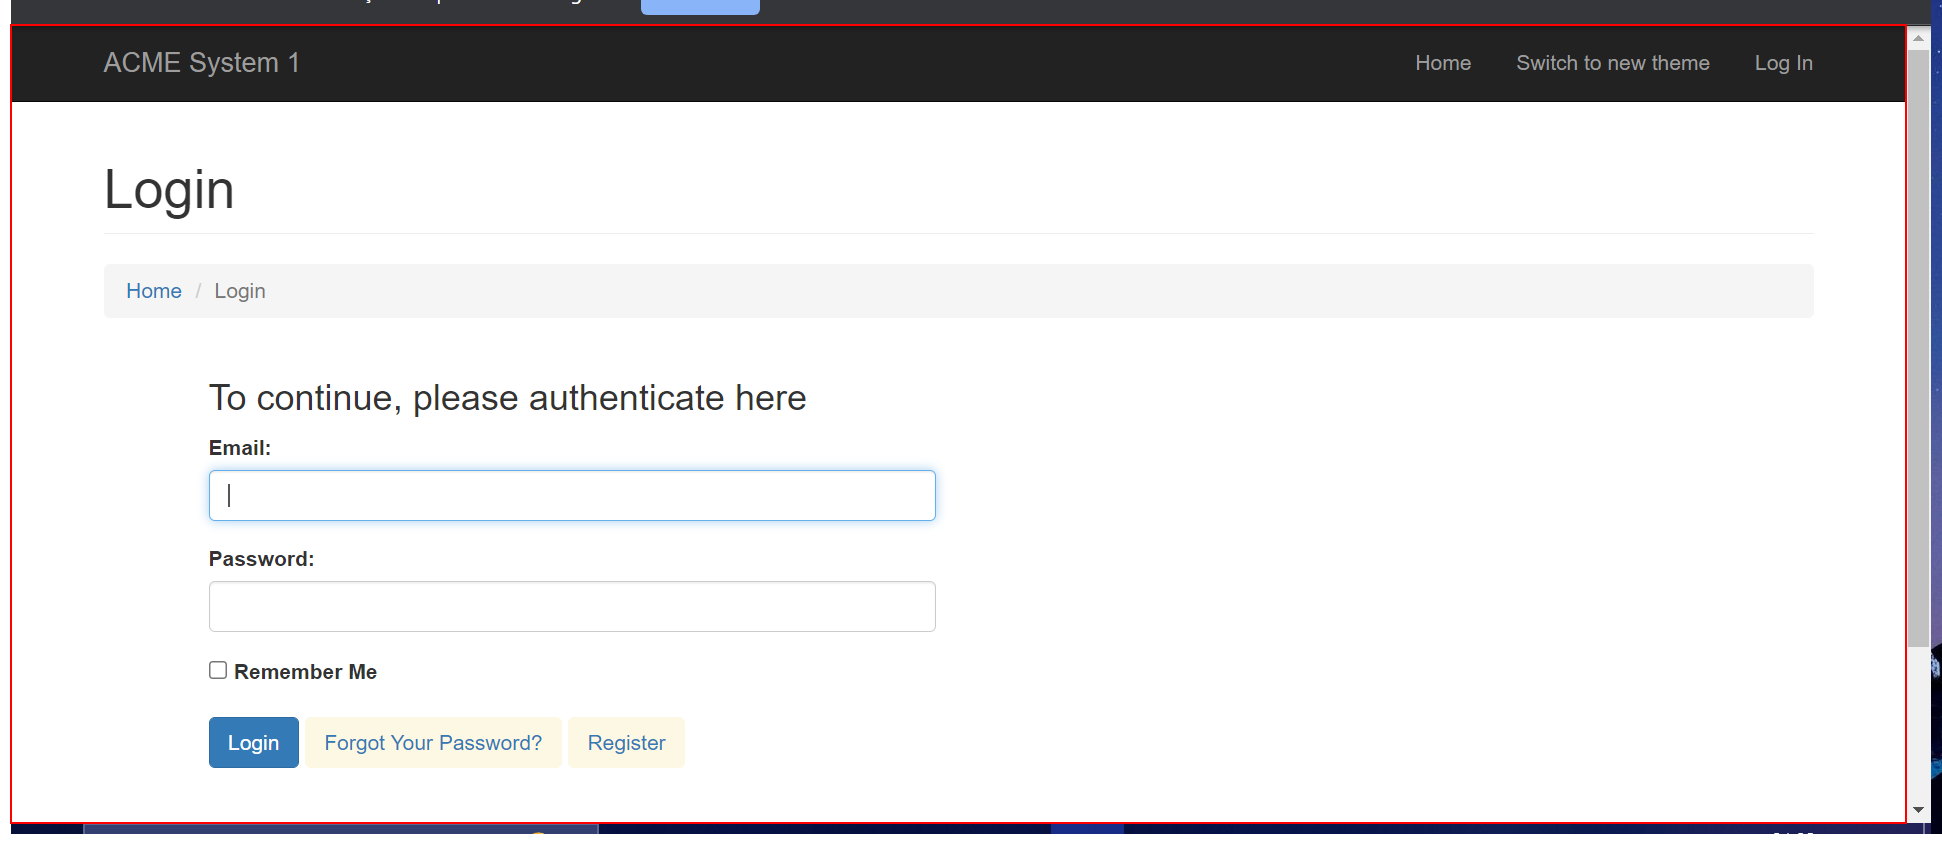 ACME System 1 Home Switch to new theme Log In
Login
Home / Login
To continue, please authenticate here
Email:
Password:
Remember Me
Login Forgot Your Password? Register